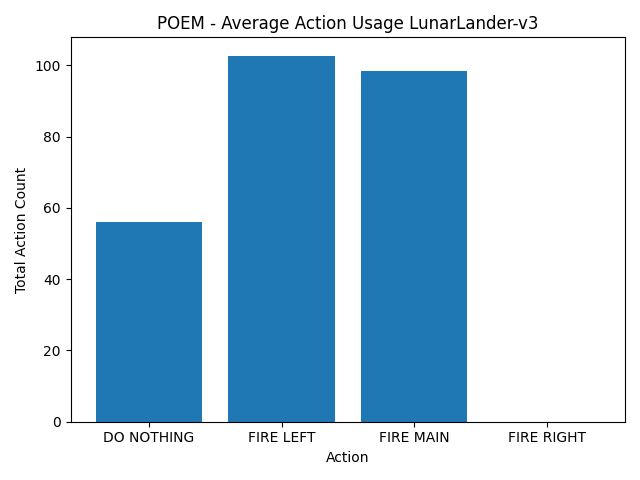 POEM - Average Action Usage LunarLander-v3
100
80
60
40
20
0
Total Action Count
DO NOTHING FIRE LEFT FIRE MAIN FIRE RIGHT
Action